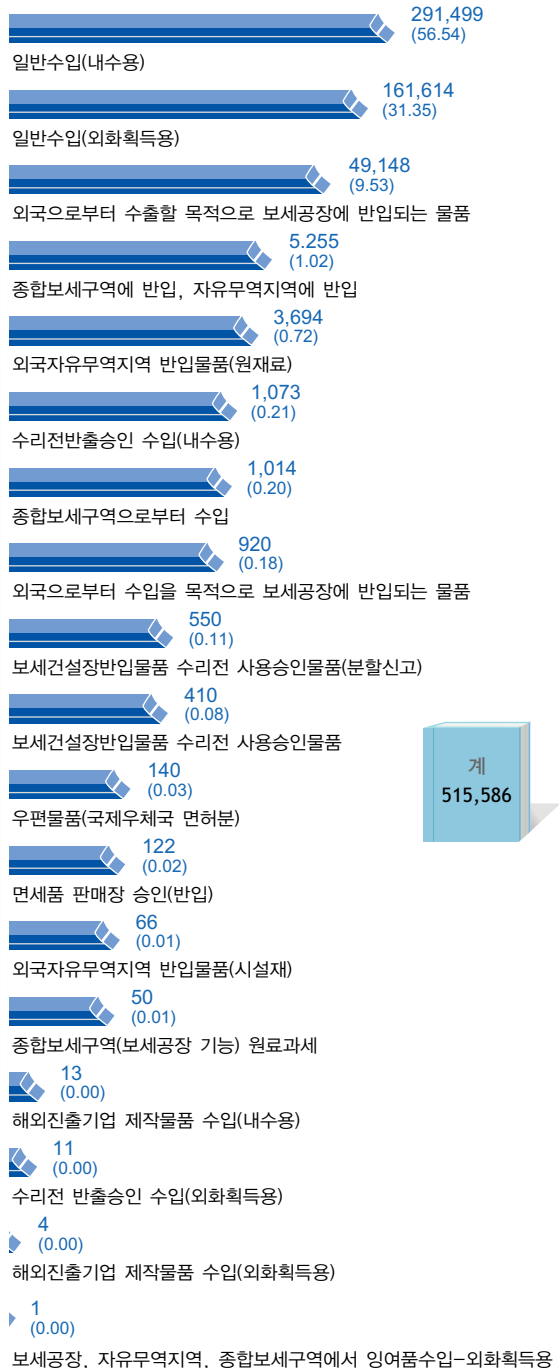 291,499
(56.54)
일반수입(내수용)
161,614
(31.35)
일반수입(외화획득용)
49,148
(9.53)
외국으로부터 수출할 목적으로 보세공장에 반입되는 물품
5.255
(1.02)
종합보세구역에 반입, 자유무역지역에 반입
3,694
(0.72)
외국자유무역지역 반입물품(원재료)
1,073
(0.21)
수리전반출승인 수입(내수용)
1,014
(0.20)
종합보세구역으로부터 수입
920
(0.18)
외국으로부터 수입을 목적으로 보세공장에 반입되는 물품
550
(0.11)
보세건설장반입물품 수리전 사용승인물품(분할신고)
410
(0.08)
보세건설장반입물품 수리전 사용승인물품
계
515,586
140
(0.03)
우편물품(국제우체국 면허분)
122
(0.02)
면세품 판매장 승인(반입)
66
(0.01)
외국자유무역지역 반입물품(시설재)
50
(0.01)
종합보세구역(보세공장 기능) 원료과세
13
(0.00)
해외진출기업 제작물품 수입(내수용)
11
(0.00)
수리전 반출승인 수입(외화획득용)
4
(0.00)
해외진출기업 제작물품 수입(외화획득용)
1
(0.00)
보세공장, 자유무역지역, 종합보세구역에서 잉여품수입-외화획득용